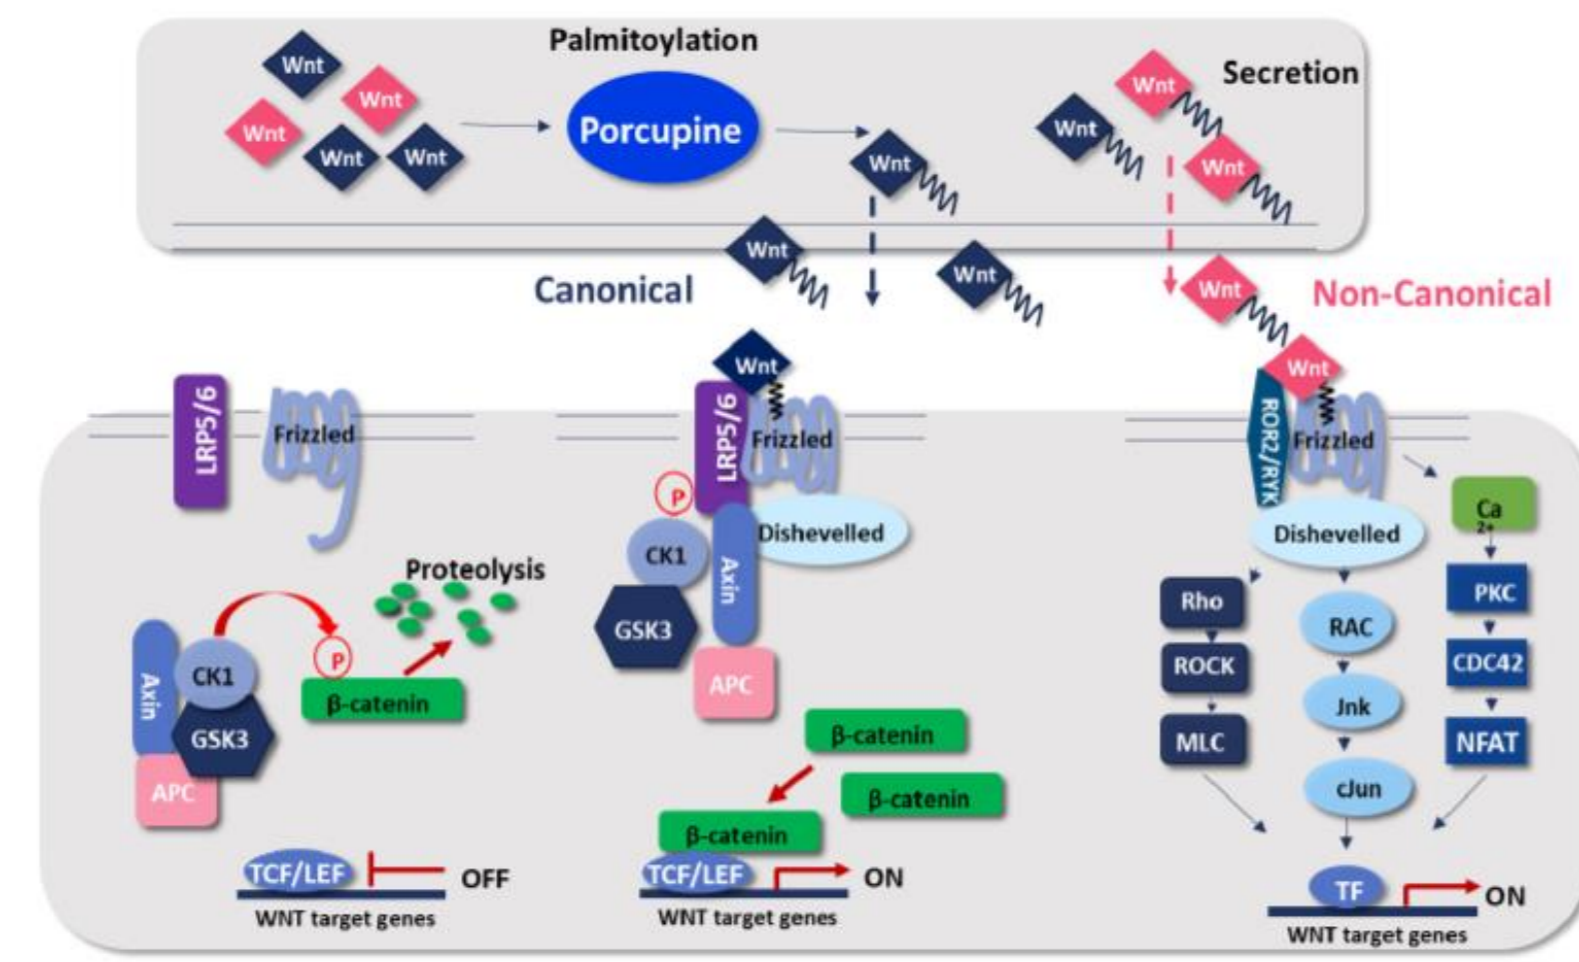 Palmitoylation
Secretion
Wnt
Wnt
Wnt
Wnt
Wnt
Porcupine
Wnt
Wnt
Wnt
Wnt
Wnt
Wnt
Wnt
Canonical
Non-Canonical
LRP5/6
Frizzled
Wnt
LRP5/6
Frizzled
P
CK1
Axin
Dishevelled
GSK3
APC
Wnt
ROR2/RYK
Frizzled
Dishevelled
Ca
2+
Proteolysis
Axin
CK1
GSK3
APC
P
β-catenin
β-catenin
β-catenin
β-catenin
Rho
ROCK
MLC
RAC
Jnk
cJun
PKC
CDC42
NFAT
TCF/LEF
OFF
WNT target genes
TCF/LEF
ON
WNT target genes
TF
ON
WNT target genes